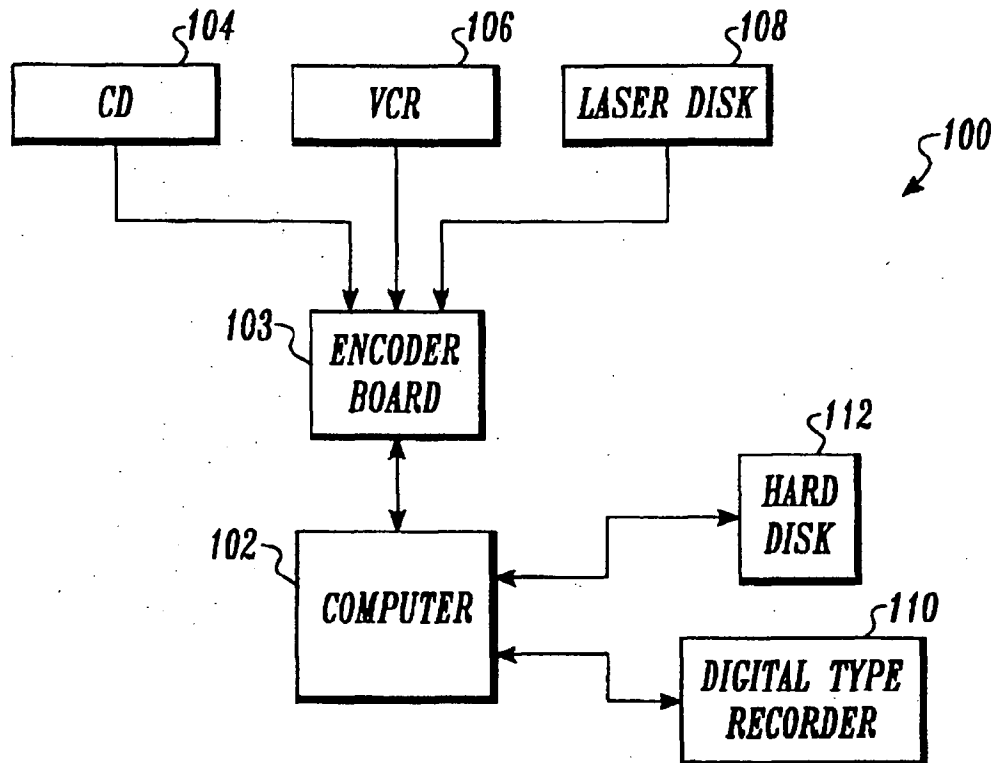 104
106
108
CD
VCR
LASER DISK
100
103
ENCODER
BOARD
112
HARD
DISK
102
COMPUTER
110
DIGITAL TYPE
RECORDER